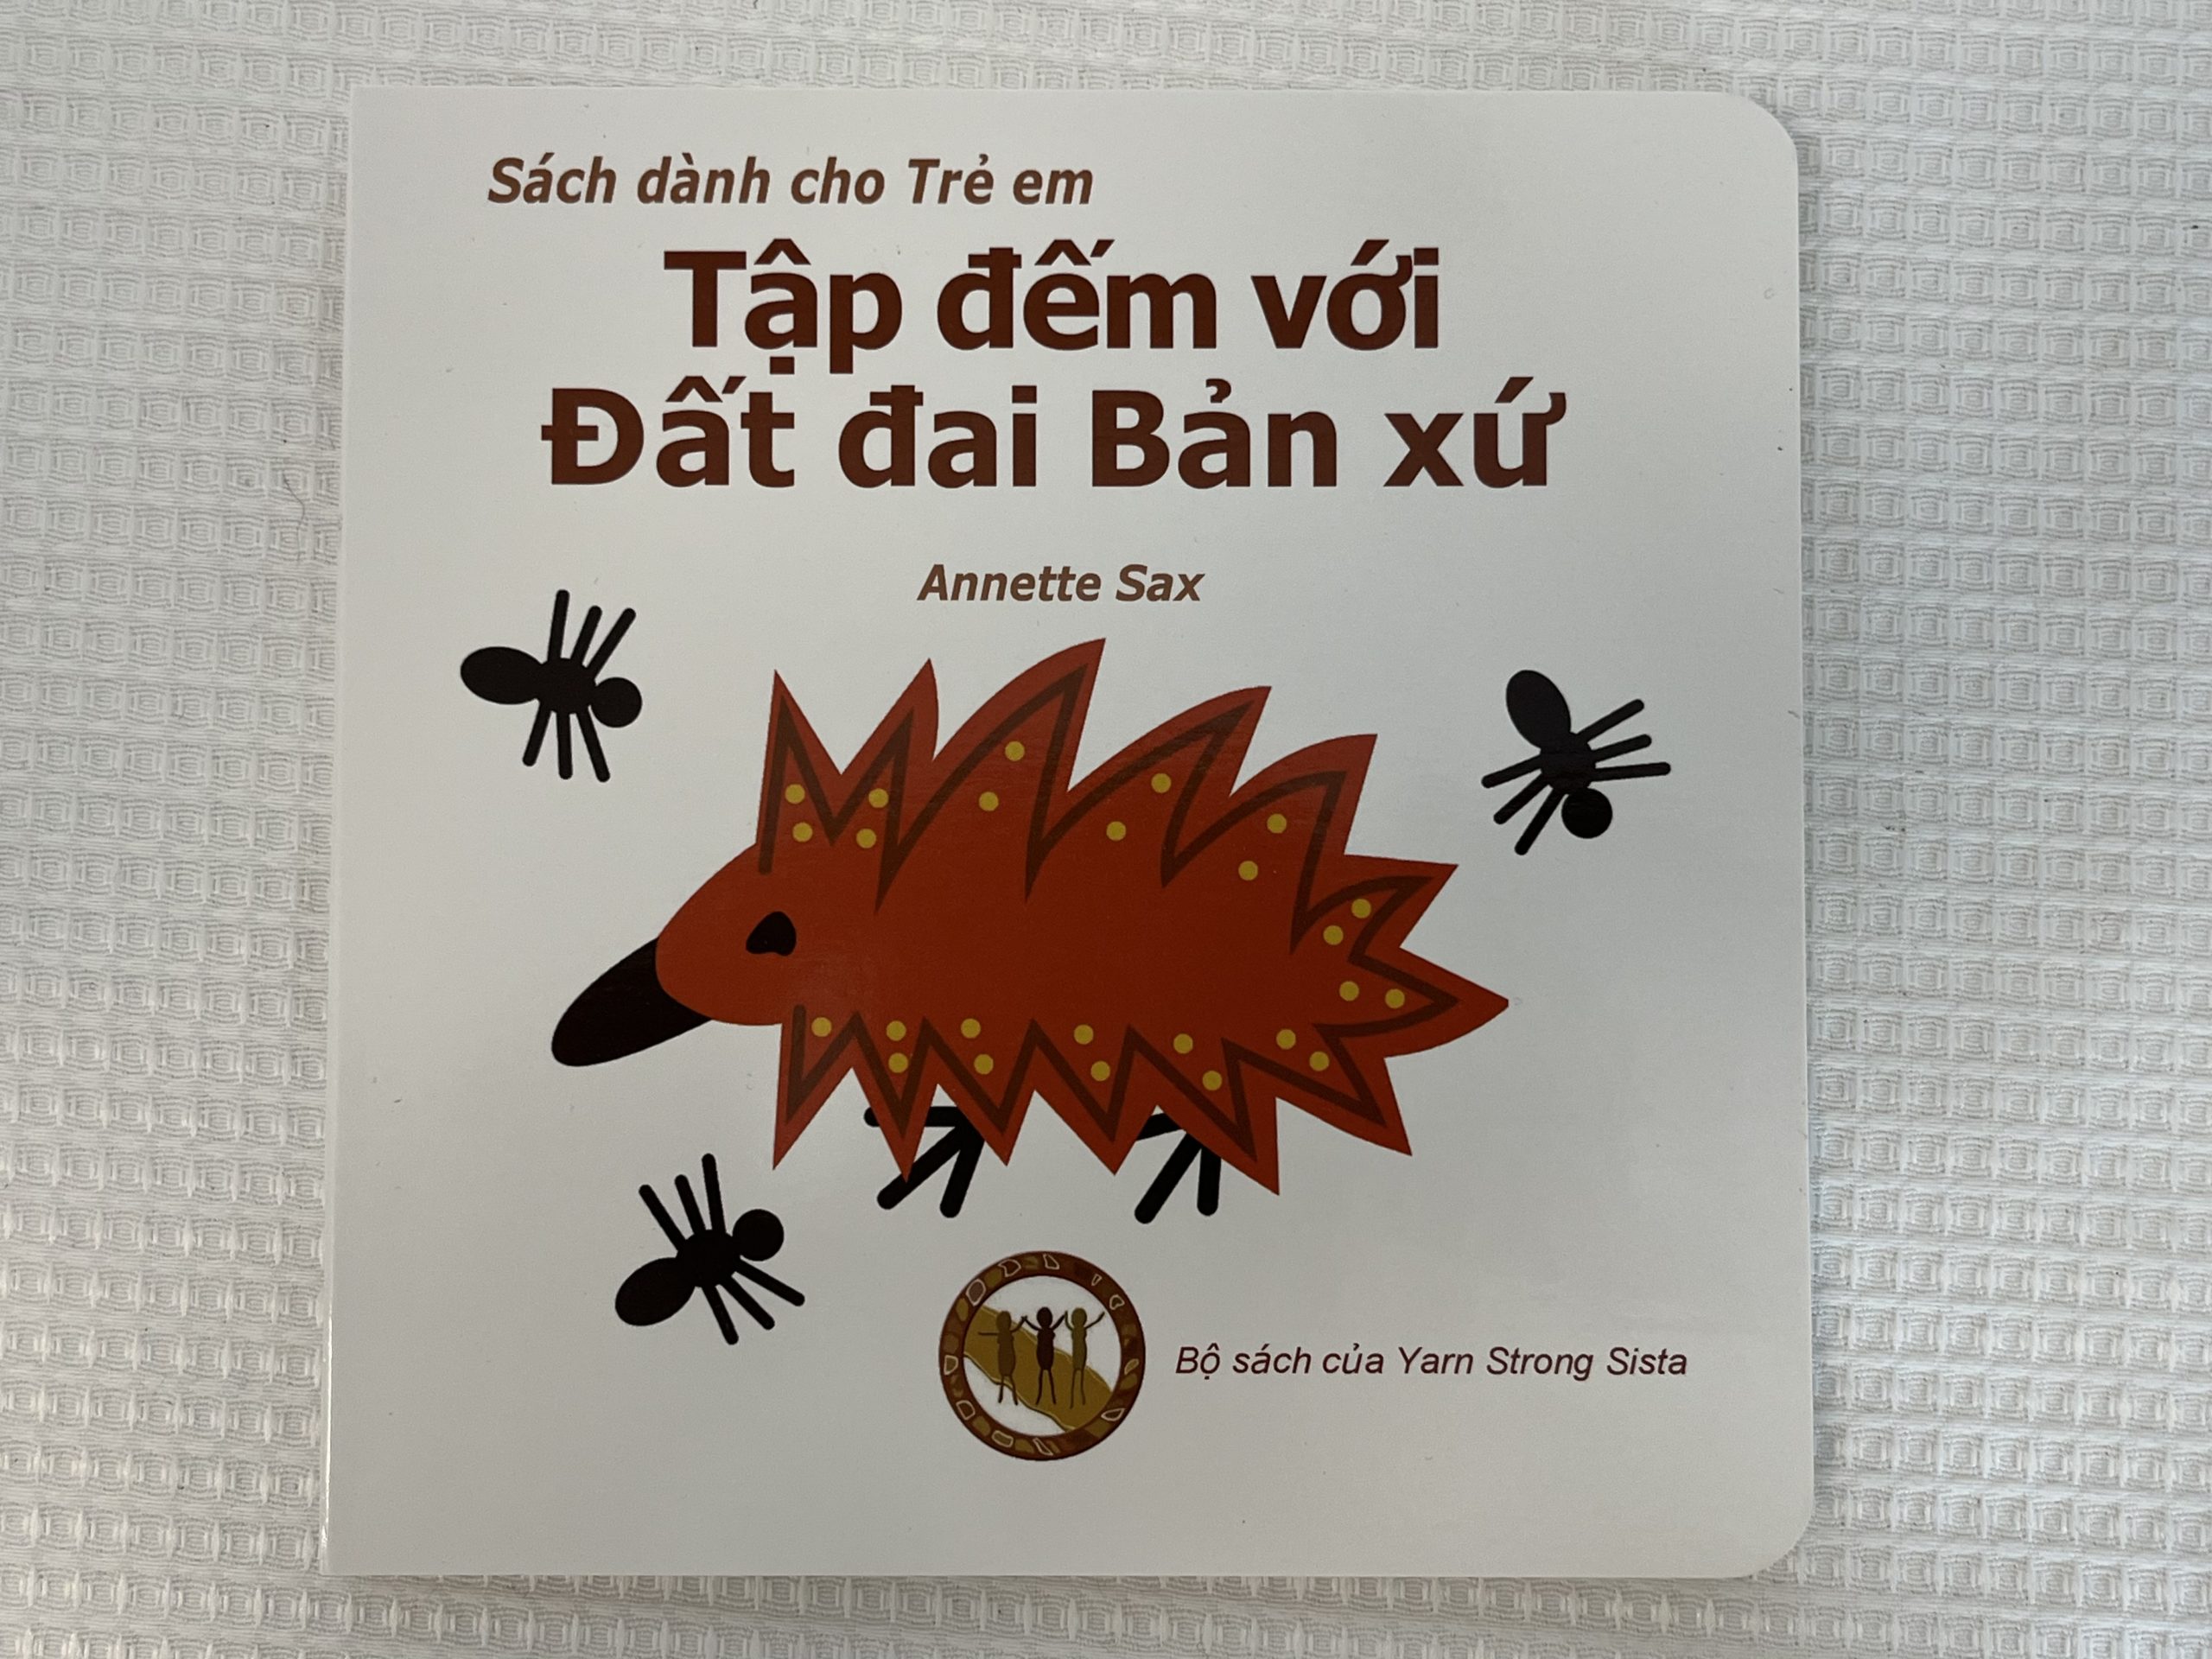 Sách dành cho Trẻ em
Tập đếm với
Đất đai Bản xứ
Annette Sax
Bộ sách của Yarn Strong Sista